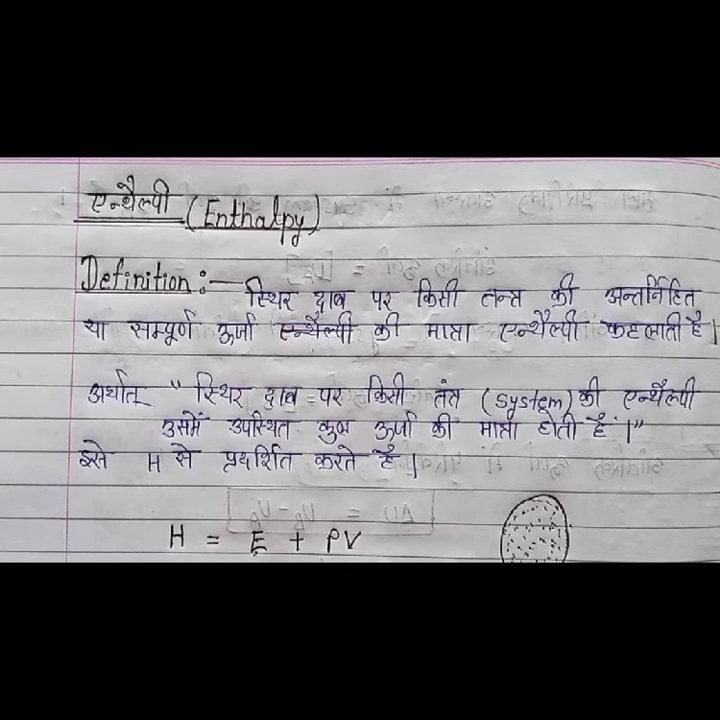 एन्थैल्पी (Enthalpy)
Definition :— स्थिर दाब पर किसी तन्त्र की अन्तर्निहित
या सम्पूर्ण ऊर्जा एन्थैल्पी की मात्रा एन्थैल्पी कहलाती है।
अर्थात् " स्थिर दाब पर किसी तंत्र (system) की एन्थैल्पी
उसमें उपस्थित कुल ऊर्जा की मात्रा होती है ।"
इसे H से प्रदर्शित करते है।
H = E + PV